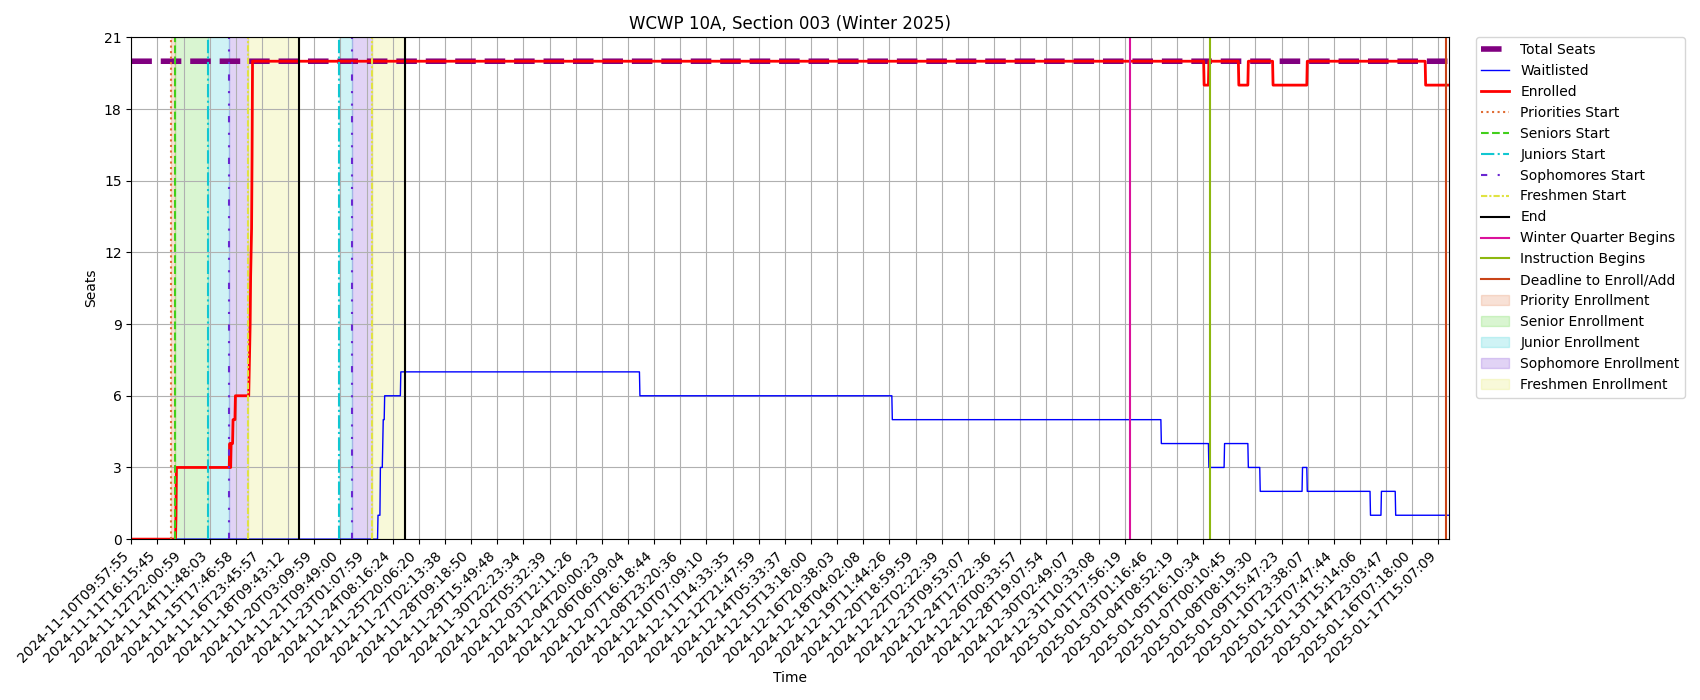 WCWP 10A, Section 003 (Winter 2025)
Seats
21
18
15
12
9
6
3
0
2024-11-10T09:57:55
2024-11-11T16:15:45
2024-11-12T22:00:59
2024-11-14T11:48:03
2024-11-15T17:46:58
2024-11-16T23:45:57
2024-11-18T09:43:12
2024-11-20T03:09:59
2024-11-21T09:49:00
2024-11-23T01:07:59
2024-11-24T08:16:24
2024-11-25T20:06:20
2024-11-27T02:13:38
2024-11-28T09:18:50
2024-11-29T15:49:48
2024-11-30T22:23:34
2024-12-02T05:32:39
2024-12-03T12:11:26
2024-12-04T20:00:23
2024-12-06T06:09:04
2024-12-07T16:18:44
2024-12-08T23:20:36
2024-12-10T07:09:10
2024-12-11T14:33:35
2024-12-12T21:47:59
2024-12-14T05:33:37
2024-12-15T13:18:00
2024-12-16T20:38:03
2024-12-18T04:02:08
2024-12-19T11:44:26
2024-12-20T18:59:59
2024-12-22T02:22:39
2024-12-23T09:53:07
2024-12-24T17:22:36
2024-12-26T00:33:57
2024-12-28T19:07:54
2024-12-30T02:49:07
2024-12-31T10:33:08
2025-01-01T17:56:19
2025-01-03T01:16:46
2025-01-04T08:52:19
2025-01-05T16:10:34
2025-01-07T00:10:45
2025-01-08T08:19:30
2025-01-09T15:47:23
2025-01-10T23:38:07
2025-01-12T07:47:44
2025-01-13T15:14:06
2025-01-14T23:03:47
2025-01-16T07:18:00
2025-01-17T15:07:09
Time
Total Seats
Waitlisted
Enrolled
Priorities Start
Seniors Start
Juniors Start
Sophomores Start
Freshmen Start
End
Winter Quarter Begins
Instruction Begins
Deadline to Enroll/Add
Priority Enrollment
Senior Enrollment
Junior Enrollment
Sophomore Enrollment
Freshmen Enrollment